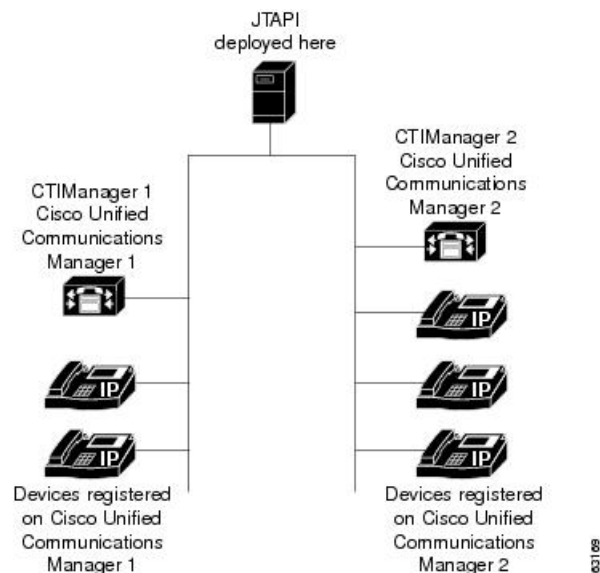 JTAPI
deployed here
CTIManager 1
Cisco Unified
Communications
Manager 1
CTIManager 2
Cisco Unified
Communications
Manager 2
IP
IP
IP
IP
IP
Devices registered
on Cisco Unified
Communications
Manager 1
Devices registered
on Cisco Unified
Communications
Manager 2
63169